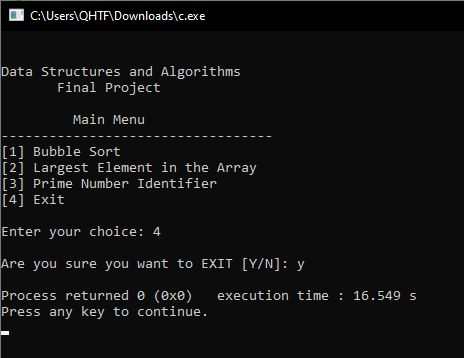 C:\Users\QHTF\Downloads\c.exe
Data Structures and Algorithms
Final Project
Main Menu
----------------------------------
[1] Bubble Sort
[2] Largest Element in the Array
[3] Prime Number Identifier
[4] Exit
Enter your choice: 4
Are you sure you want to EXIT [Y/N]: y
Process returned 0 (0x0)   execution time : 16.549 s
Press any key to continue.